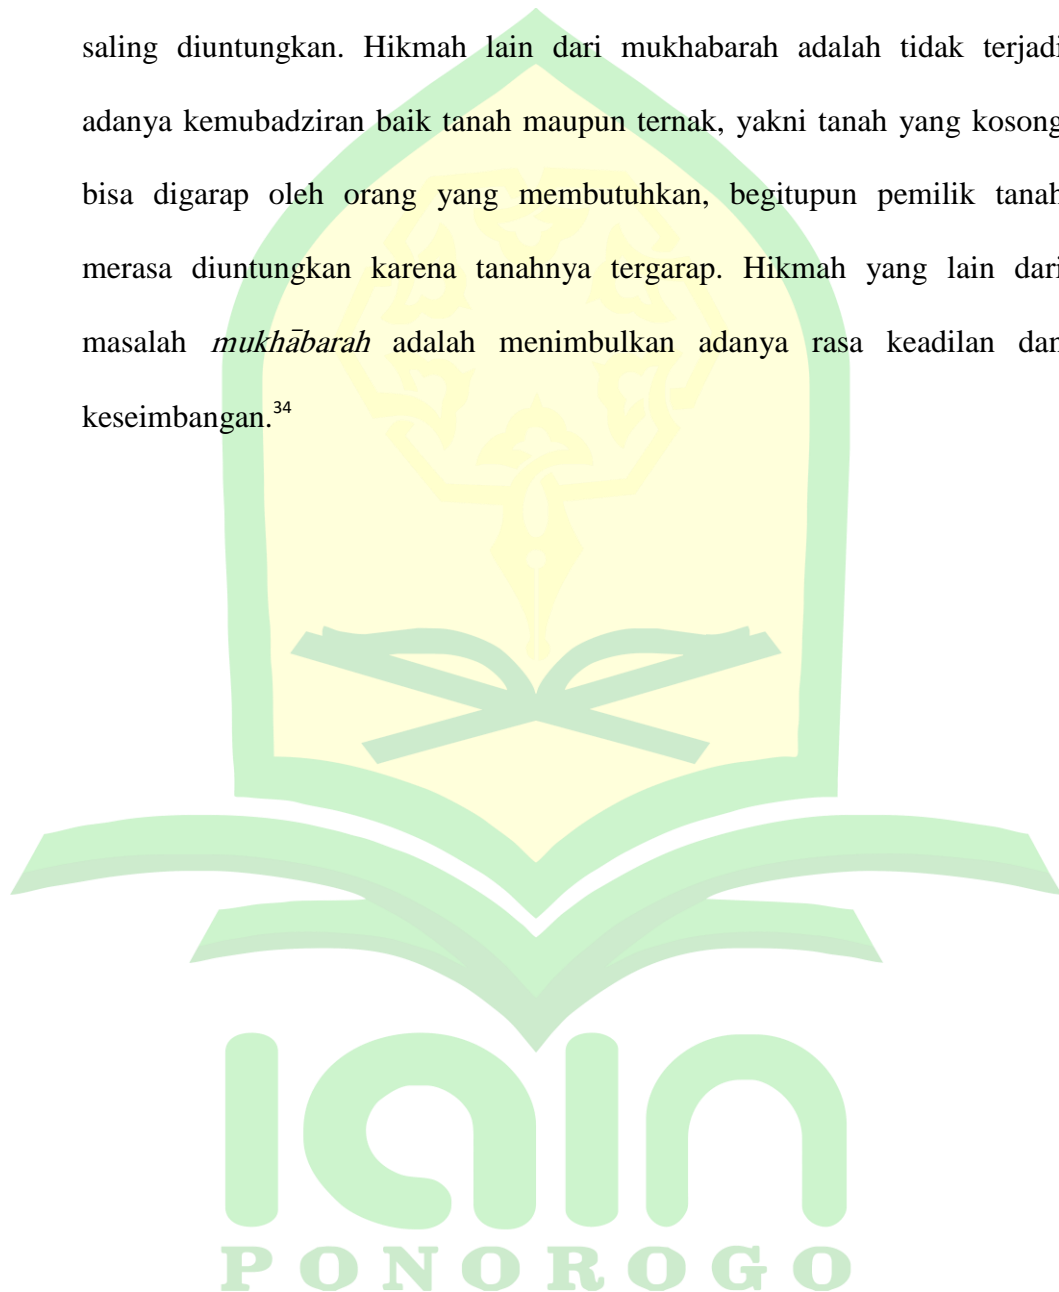 saling diuntungkan. Hikmah lain dari mukhabarah adalah tidak terjadi
adanya kemubadziran baik tanah maupun ternak, yakni tanah yang kosong
bisa digarap oleh orang yang membutuhkan, begitupun pemilik tanah
merasa diuntungkan karena tanahnya tergarap. Hikmah yang lain dari
masalah mukhābarah adalah menimbulkan adanya rasa keadilan dan
keseimbangan.³⁴
iain
PONOROGO